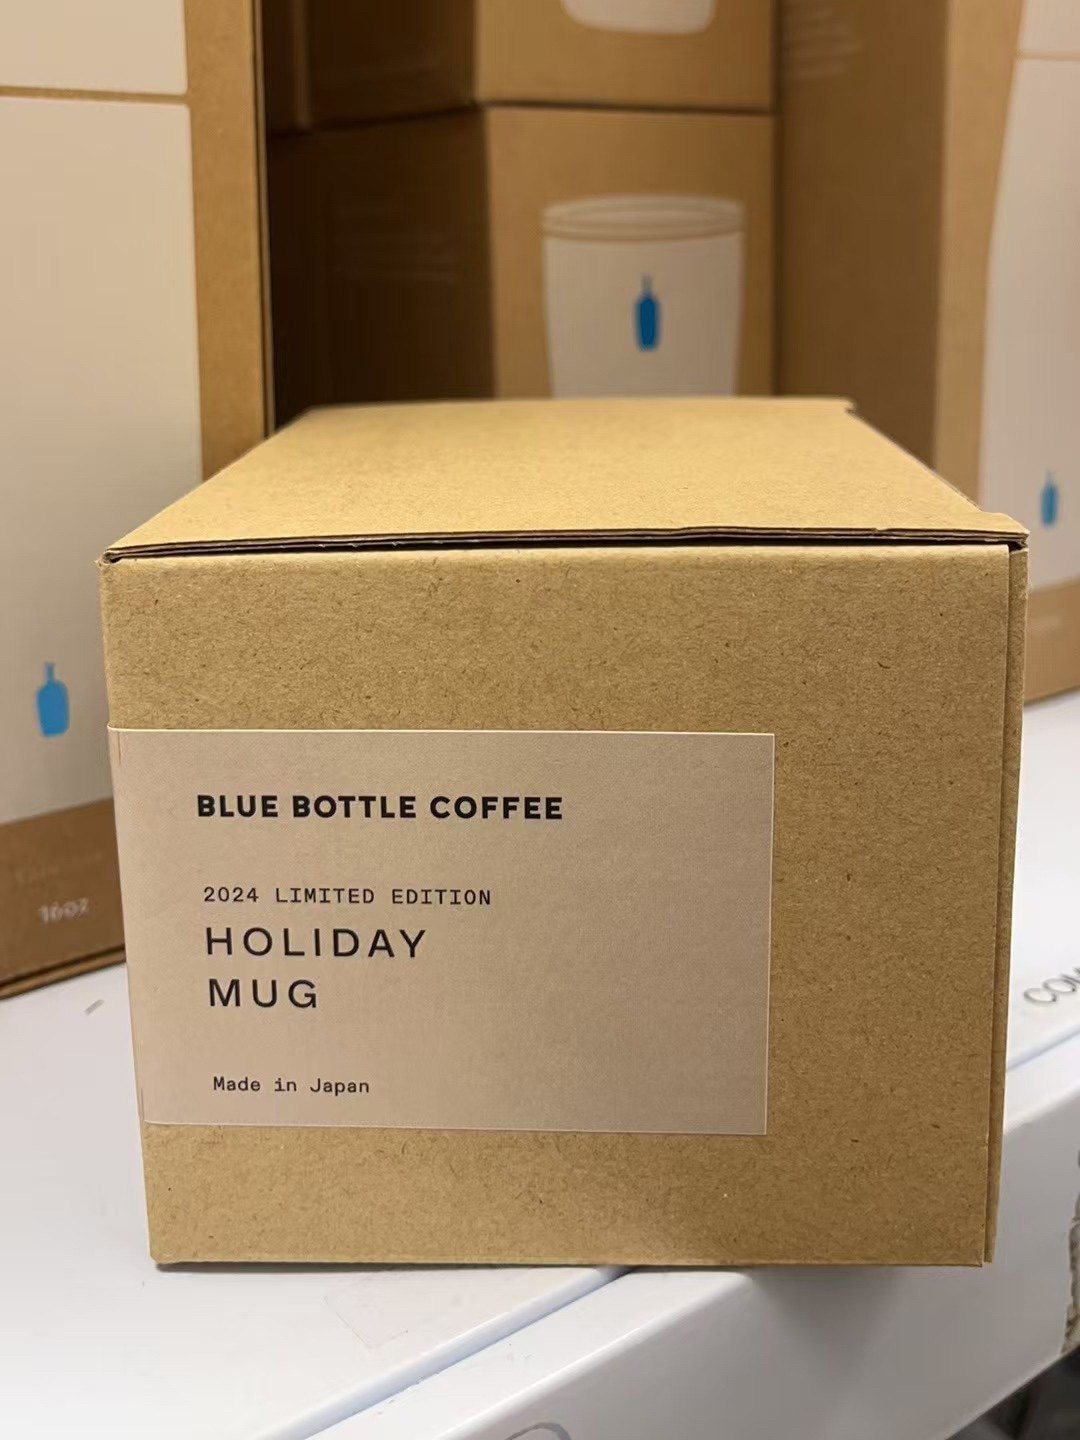 BLUE BOTTLE COFFEE
2024 LIMITED EDITION
HOLIDAY
MUG
Made in Japan
16oz